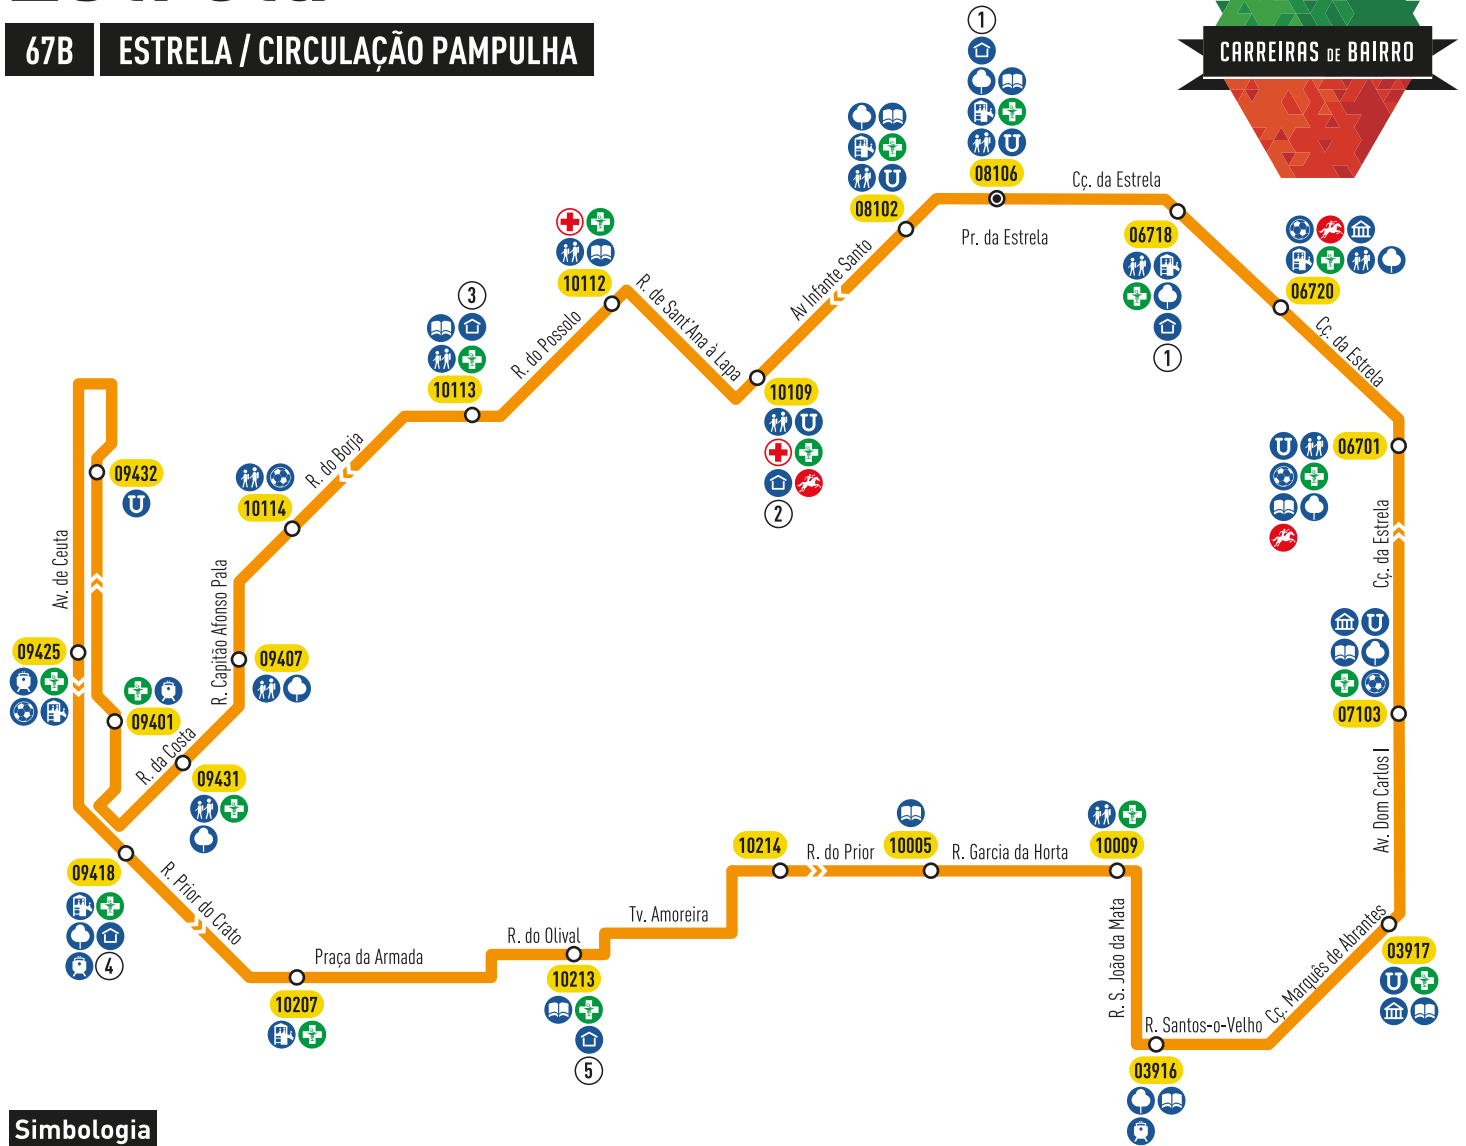 67B
ESTRELA / CIRCULAÇÃO PAMPULHA
CARREIRAS DE BAIRRO
1
08106
Cç. da Estrela
Pr. da Estrela
08102
06718
1
06720
Cç. da Estrela
Av Infante Santo
10112
R. de Sant'Ana à Lapa
R. do Possolo
3
10113
10109
2
06701
Cç. da Estrela
R. do Borja
10114
09432
Av. de Ceuta
R. Capitão Afonso Pala
09425
09407
09401
R. da Costa
09431
07103
Av. Dom Carlos I
09418
4
R. Prior do Crato
10214
R. do Prior
10005
R. Garcia da Horta
10009
Tv. Amoreira
R. do Olival
Praça da Armada
10207
10213
5
R. S. João da Mata
R. Santos-o-Velho
Cç. Marquês de Abrantes
03917
03916
Simbologia